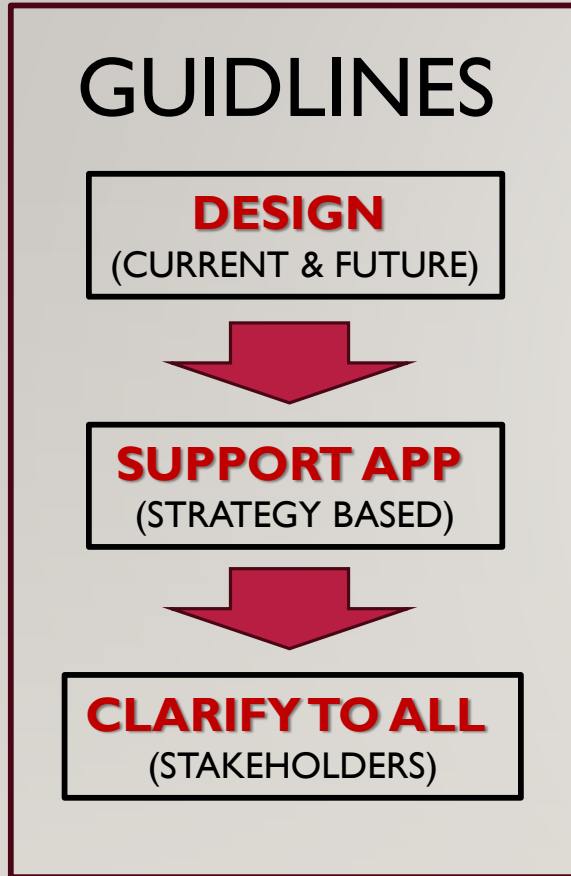 GUIDLINES
DESIGN
(CURRENT & FUTURE)
SUPPORT APP
(STRATEGY BASED)
CLARIFY TO ALL
(STAKEHOLDERS)